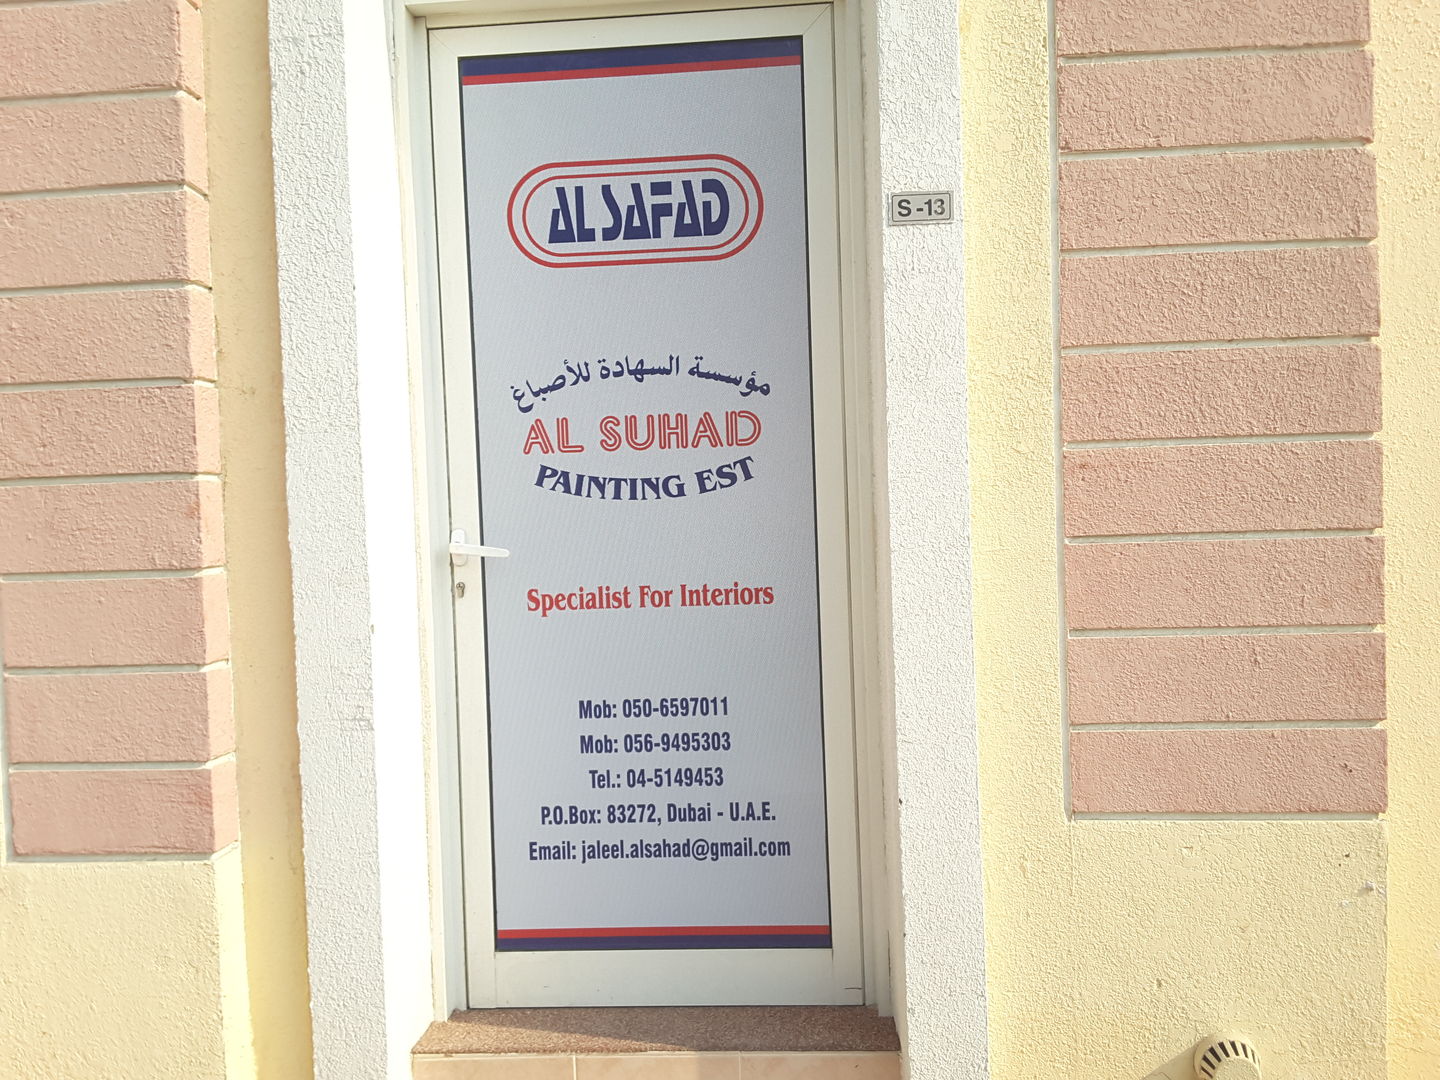 AL SAFAD
S-13
مؤسسة السهادة للأصباغ
AL SUHAD
PAINTING EST
Specialist For Interiors
Mob: 050-6597011
Mob: 056-9495303
Tel.: 04-5149453
P.O.Box: 83272, Dubai - U.A.E.
Email: jaleel.alsahad@gmail.com